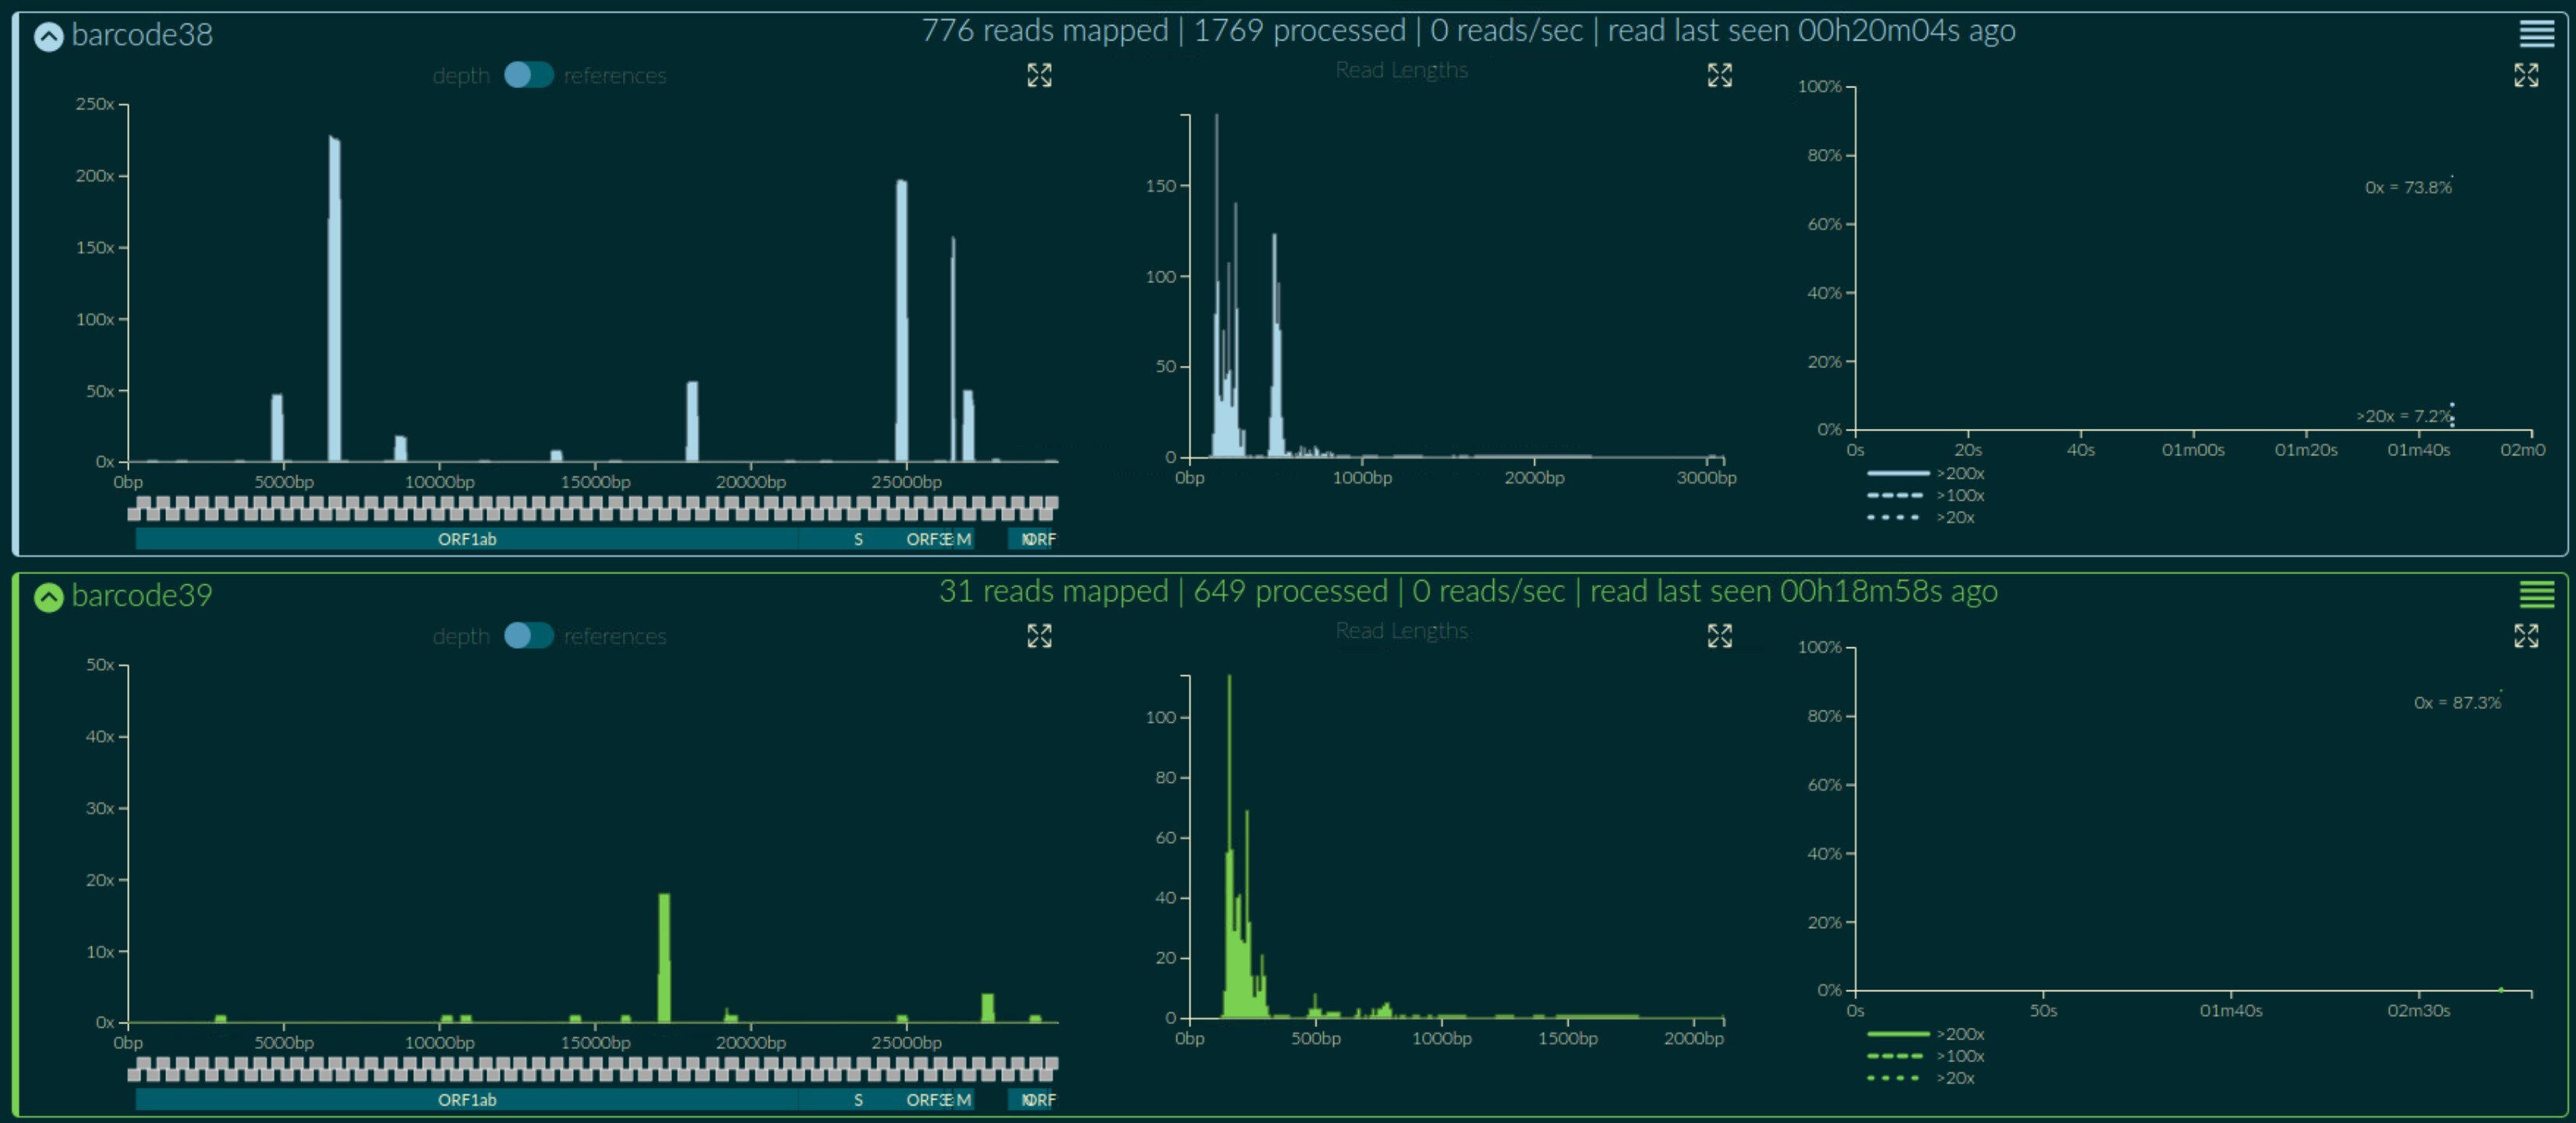 barcode38
776 reads mapped | 1769 processed | 0 reads/sec | read last seen 00h20m04s ago
depth references
Read Lengths
250x
200x
150x
100x
50x
0x
0bp 5000bp 10000bp 15000bp 20000bp 25000bp
ORF1ab S ORF3 E M N ORF
150
100
50
0
0bp 1000bp 2000bp 3000bp
100%
80%
60%
40%
20%
0%
0x = 73.8%
>20x = 7.2%
0s 20s 40s 01m00s 01m20s 01m40s 02m0
>200x
>100x
>20x
barcode39
31 reads mapped | 649 processed | 0 reads/sec | read last seen 00h18m58s ago
depth references
Read Lengths
50x
40x
30x
20x
10x
0x
0bp 5000bp 10000bp 15000bp 20000bp 25000bp
ORF1ab S ORF3 E M N ORF
100
80
60
40
20
0
0bp 500bp 1000bp 1500bp 2000bp
100%
80%
60%
40%
20%
0%
0x = 87.3%
0s 50s 01m40s 02m30s
>200x
>100x
>20x